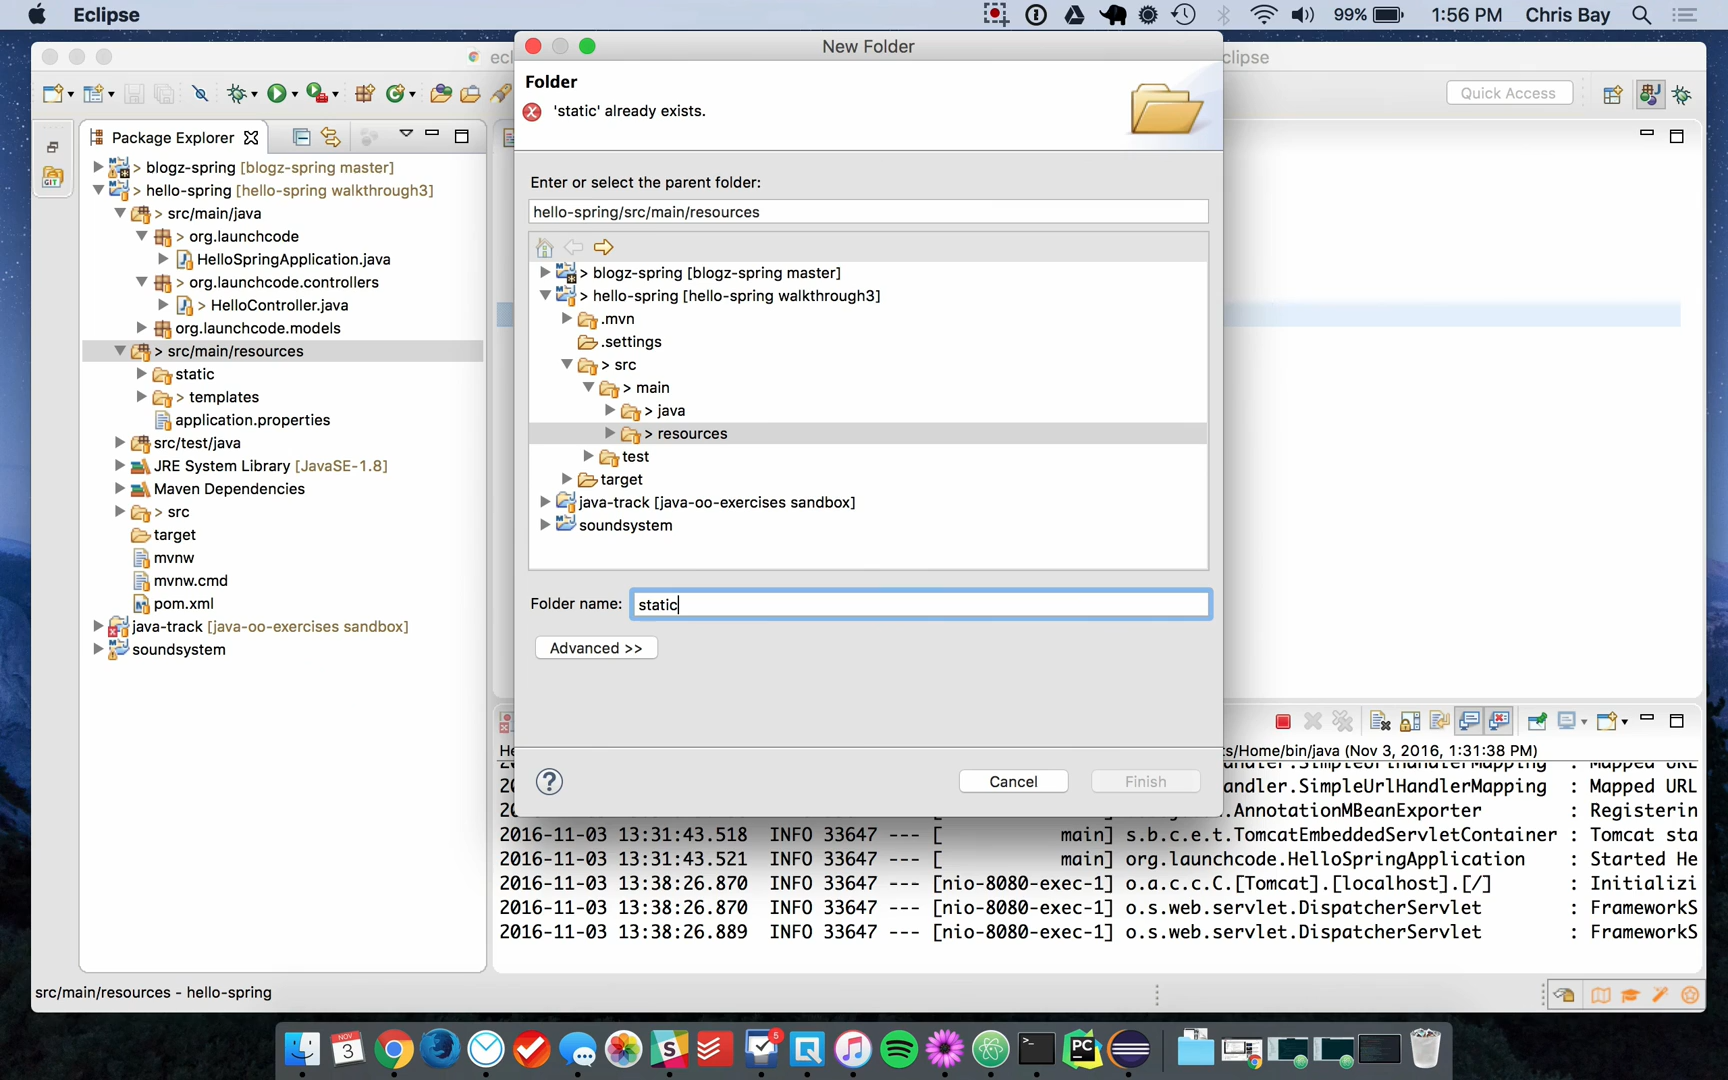 Eclipse
99%
1:56 PM
Chris Bay
New Folder
Folder
'static' already exists.
Quick Access
Package Explorer
> blogz-spring [blogz-spring master]
> hello-spring [hello-spring walkthrough3]
> src/main/java
> org.launchcode
HelloSpringApplication.java
> org.launchcode.controllers
> HelloController.java
org.launchcode.models
> src/main/resources
static
> templates
application.properties
src/test/java
JRE System Library [JavaSE-1.8]
Maven Dependencies
> src
target
mvnw
mvnw.cmd
pom.xml
java-track [java-oo-exercises sandbox]
soundsystem
GIT
Enter or select the parent folder:
hello-spring/src/main/resources
> blogz-spring [blogz-spring master]
> hello-spring [hello-spring walkthrough3]
.mvn
.settings
> src
> main
> java
> resources
test
target
java-track [java-oo-exercises sandbox]
soundsystem
Folder name: static
Advanced >>
?
Cancel
Finish
s/Home/bin/java (Nov 3, 2016, 1:31:38 PM)
andler.SimpleUrlHandlerMapping : Mapped URL
.AnnotationMBeanExporter : Registerin
2016-11-03 13:31:43.518 INFO 33647 --- [ main] s.b.c.e.t.TomcatEmbeddedServletContainer : Tomcat sta
2016-11-03 13:31:43.521 INFO 33647 --- [ main] org.launchcode.HelloSpringApplication : Started He
2016-11-03 13:38:26.870 INFO 33647 --- [nio-8080-exec-1] o.a.c.c.C.[Tomcat].[localhost].[/] : Initializi
2016-11-03 13:38:26.870 INFO 33647 --- [nio-8080-exec-1] o.s.web.servlet.DispatcherServlet : FrameworkS
2016-11-03 13:38:26.889 INFO 33647 --- [nio-8080-exec-1] o.s.web.servlet.DispatcherServlet : FrameworkS
src/main/resources - hello-spring
NOV
3
5
PC